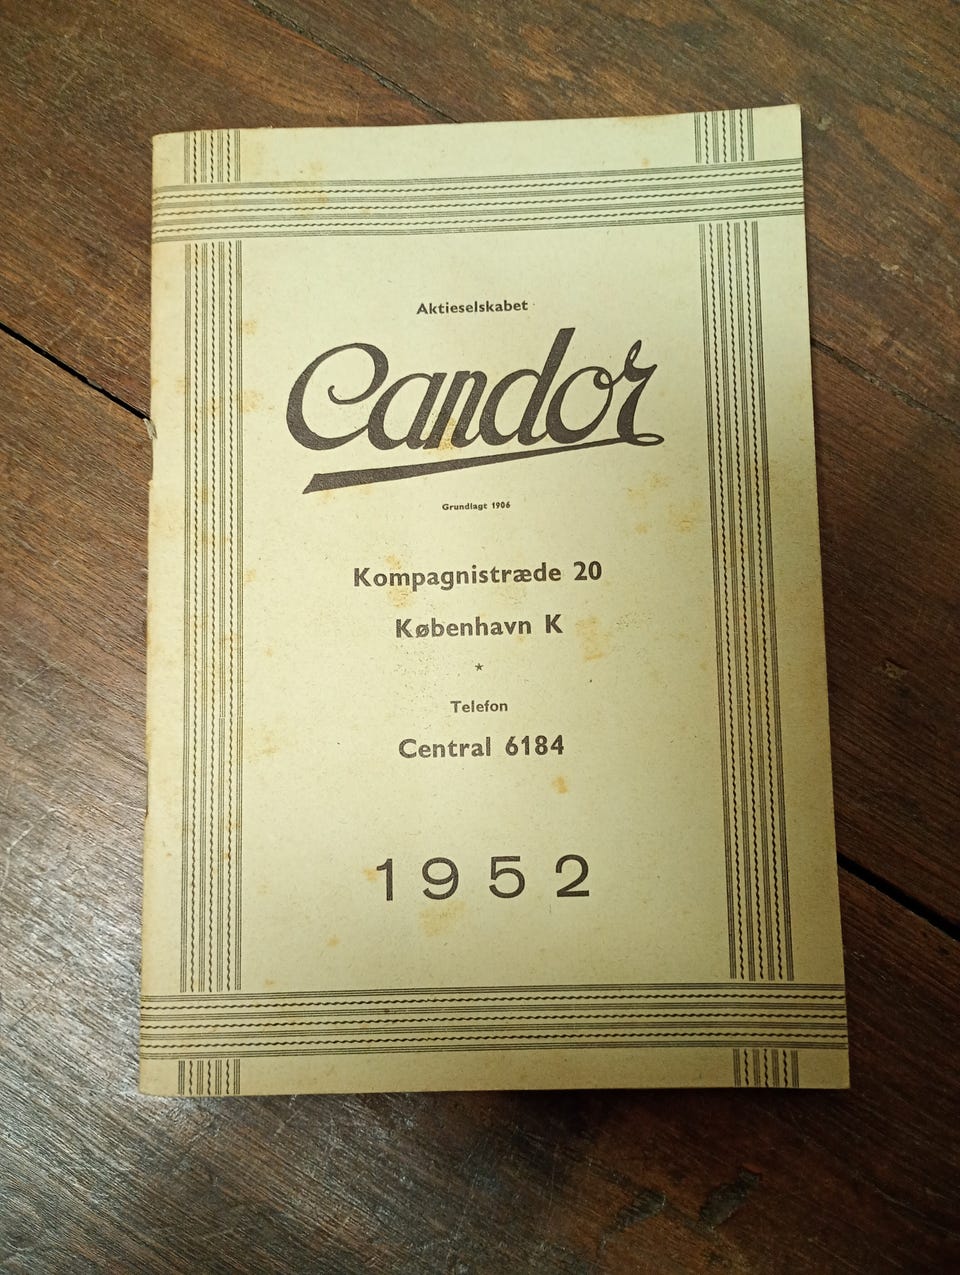 Aktieselskabet
Candor
Grundlagt 1906
Kompagnistræde 20
København K
Telefon
Central 6184
1952